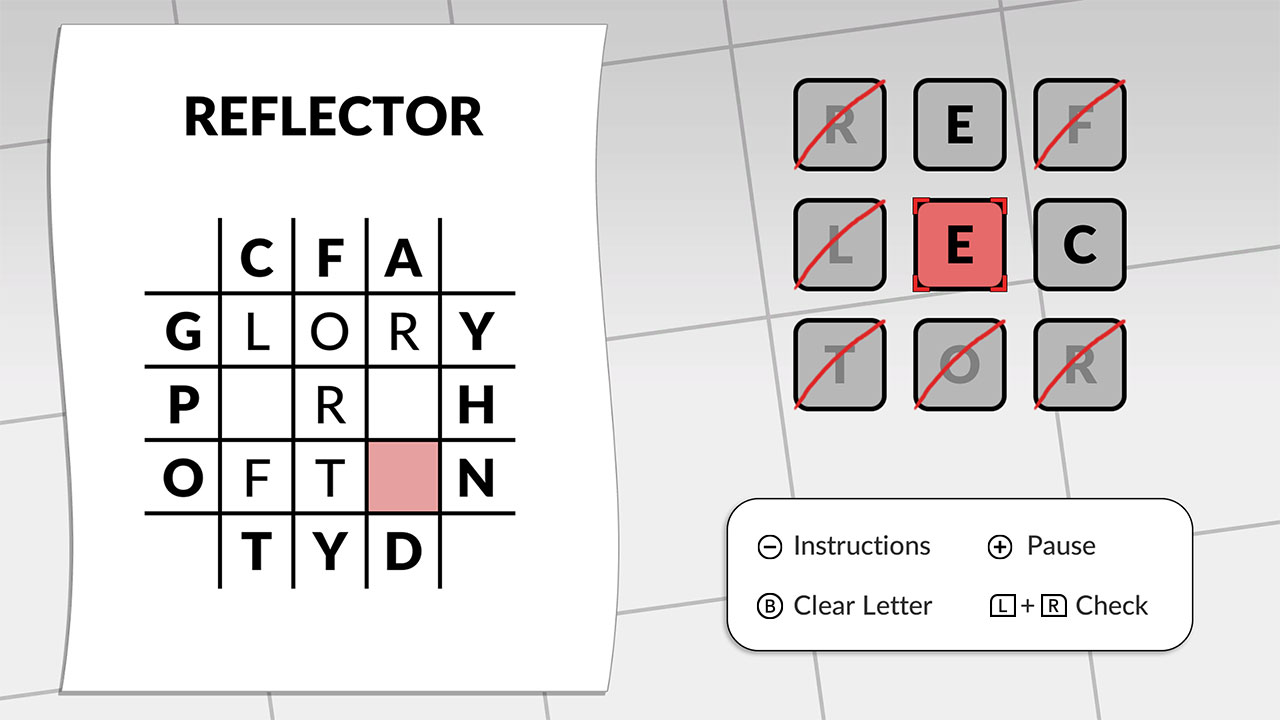 REFLECTOR
C F A
G L O R Y
P R H
O F T N
T Y D
R E F
L E C
T O R
Instructions
+ Pause
B Clear Letter
L + R Check